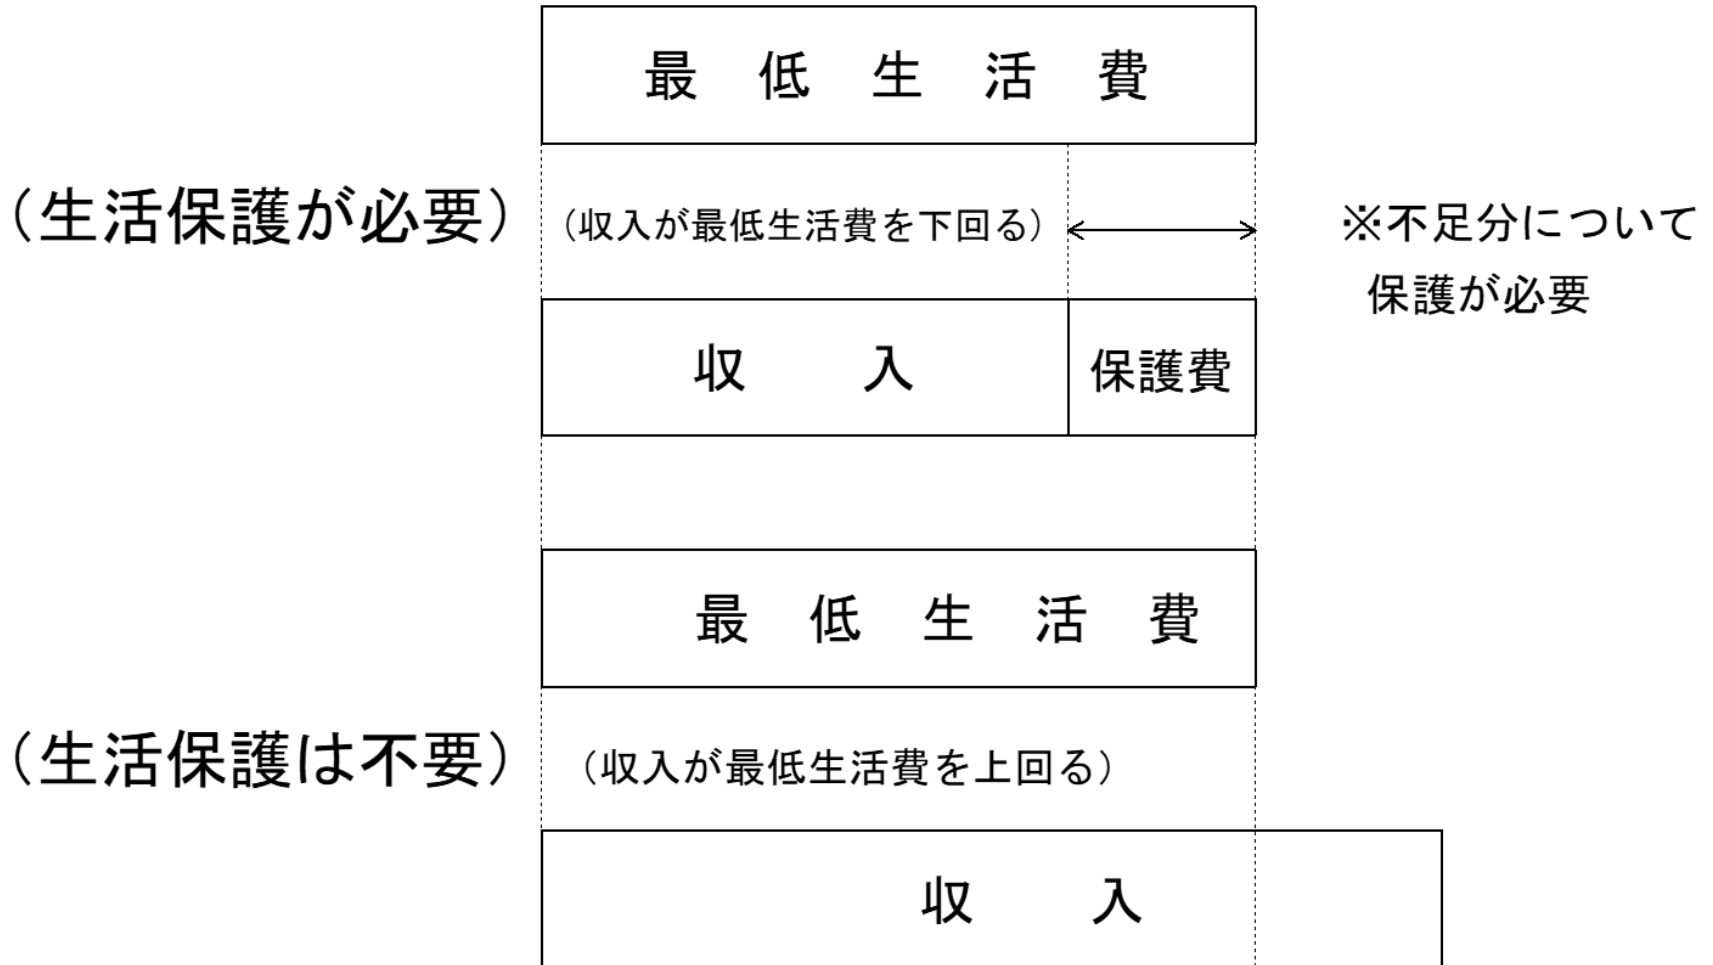 最低生活費
（生活保護が必要）
（収入が最低生活費を下回る）
※不足分について
保護が必要
収入
保護費
最低生活費
（生活保護は不要）
（収入が最低生活費を上回る）
収入